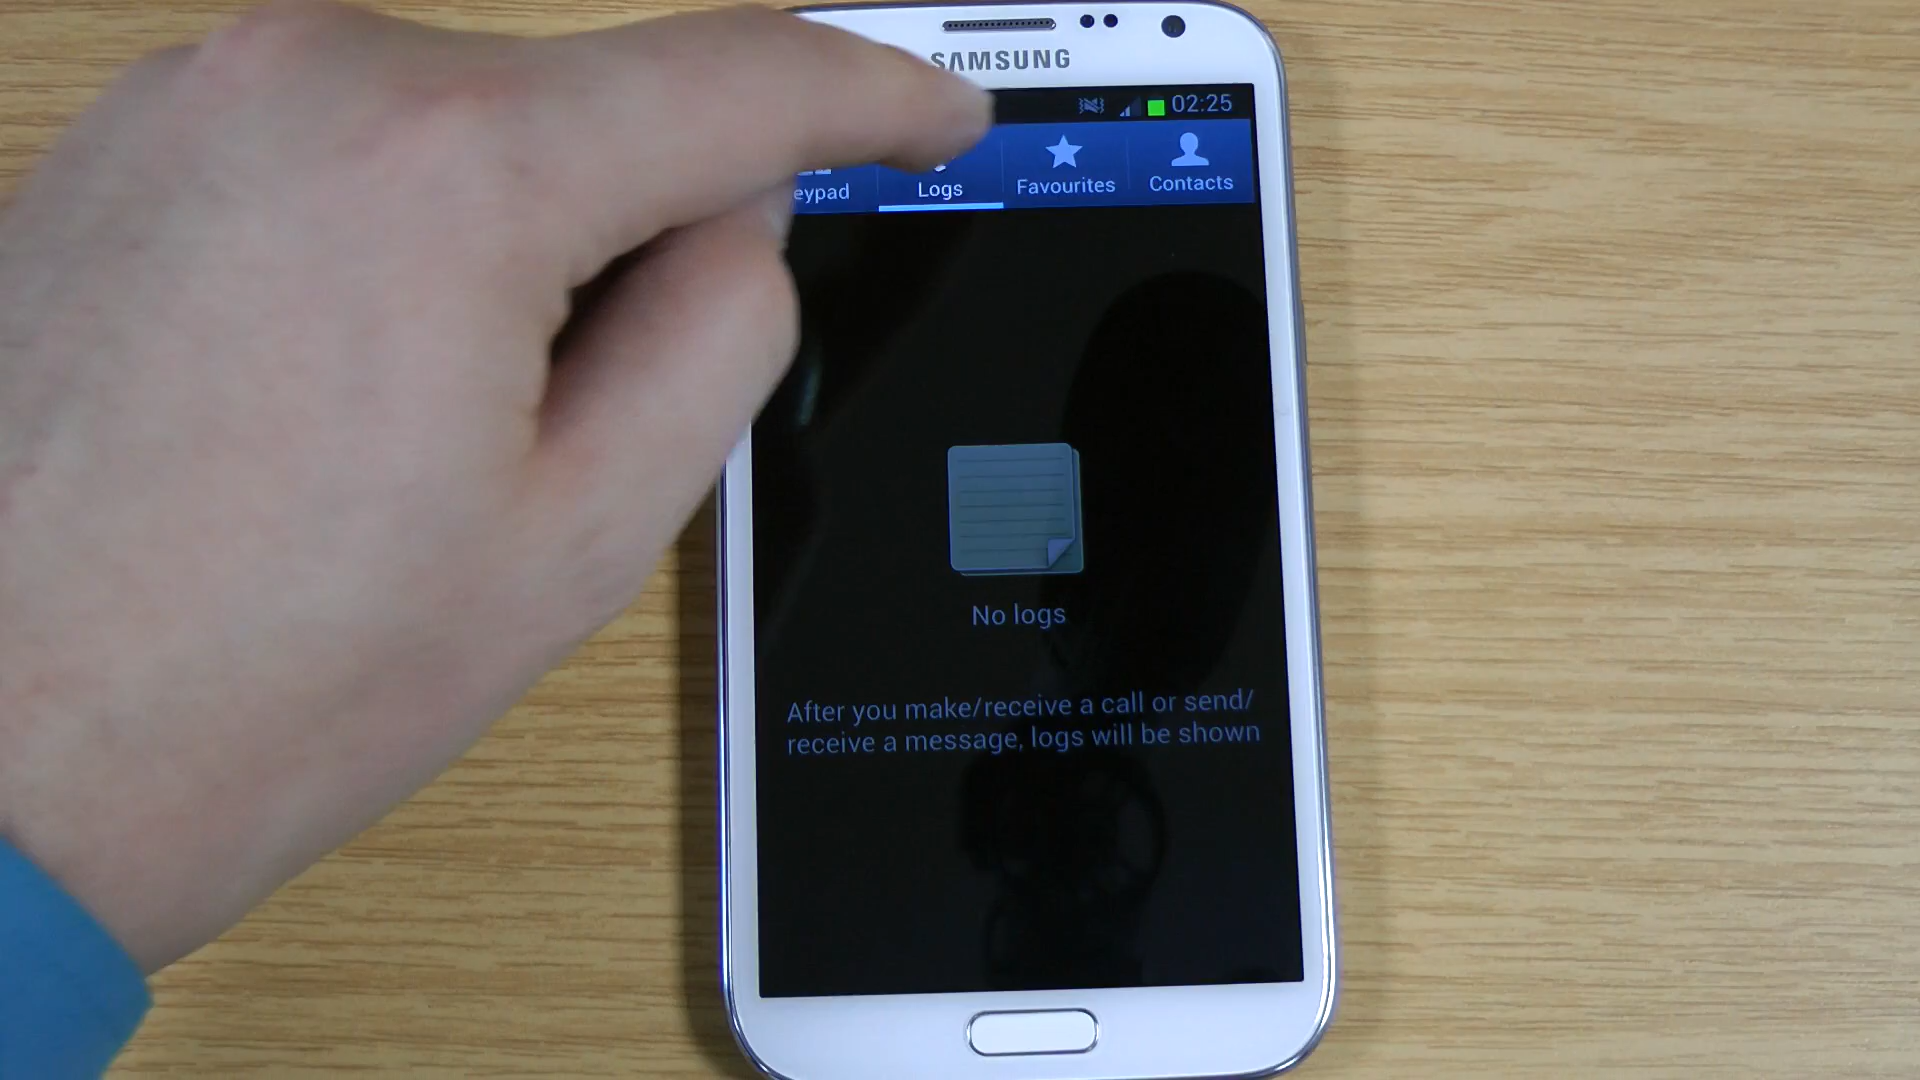 SAMSUNG
02:25
eypad Logs Favourites Contacts
No logs
After you make/receive a call or send/
receive a message, logs will be shown